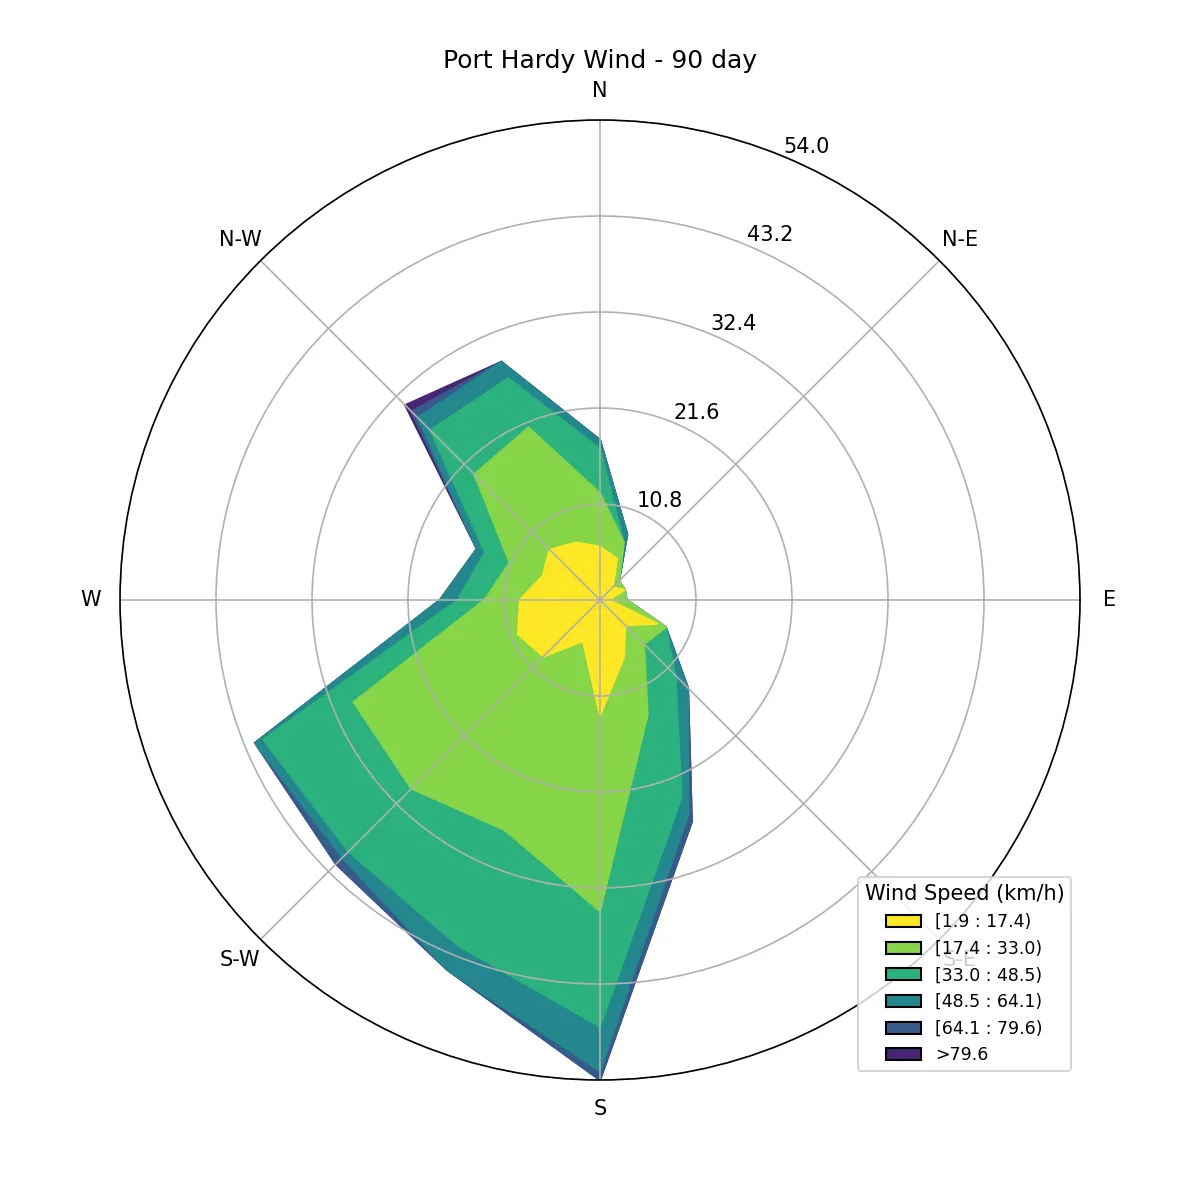 Port Hardy Wind - 90 day
N
54.0
N-W
43.2
N-E
32.4
21.6
10.8
W
E
Wind Speed (km/h)
[1.9 : 17.4)
[17.4 : 33.0)
S-W
S-E
[33.0 : 48.5)
[48.5 : 64.1)
[64.1 : 79.6)
>79.6
S